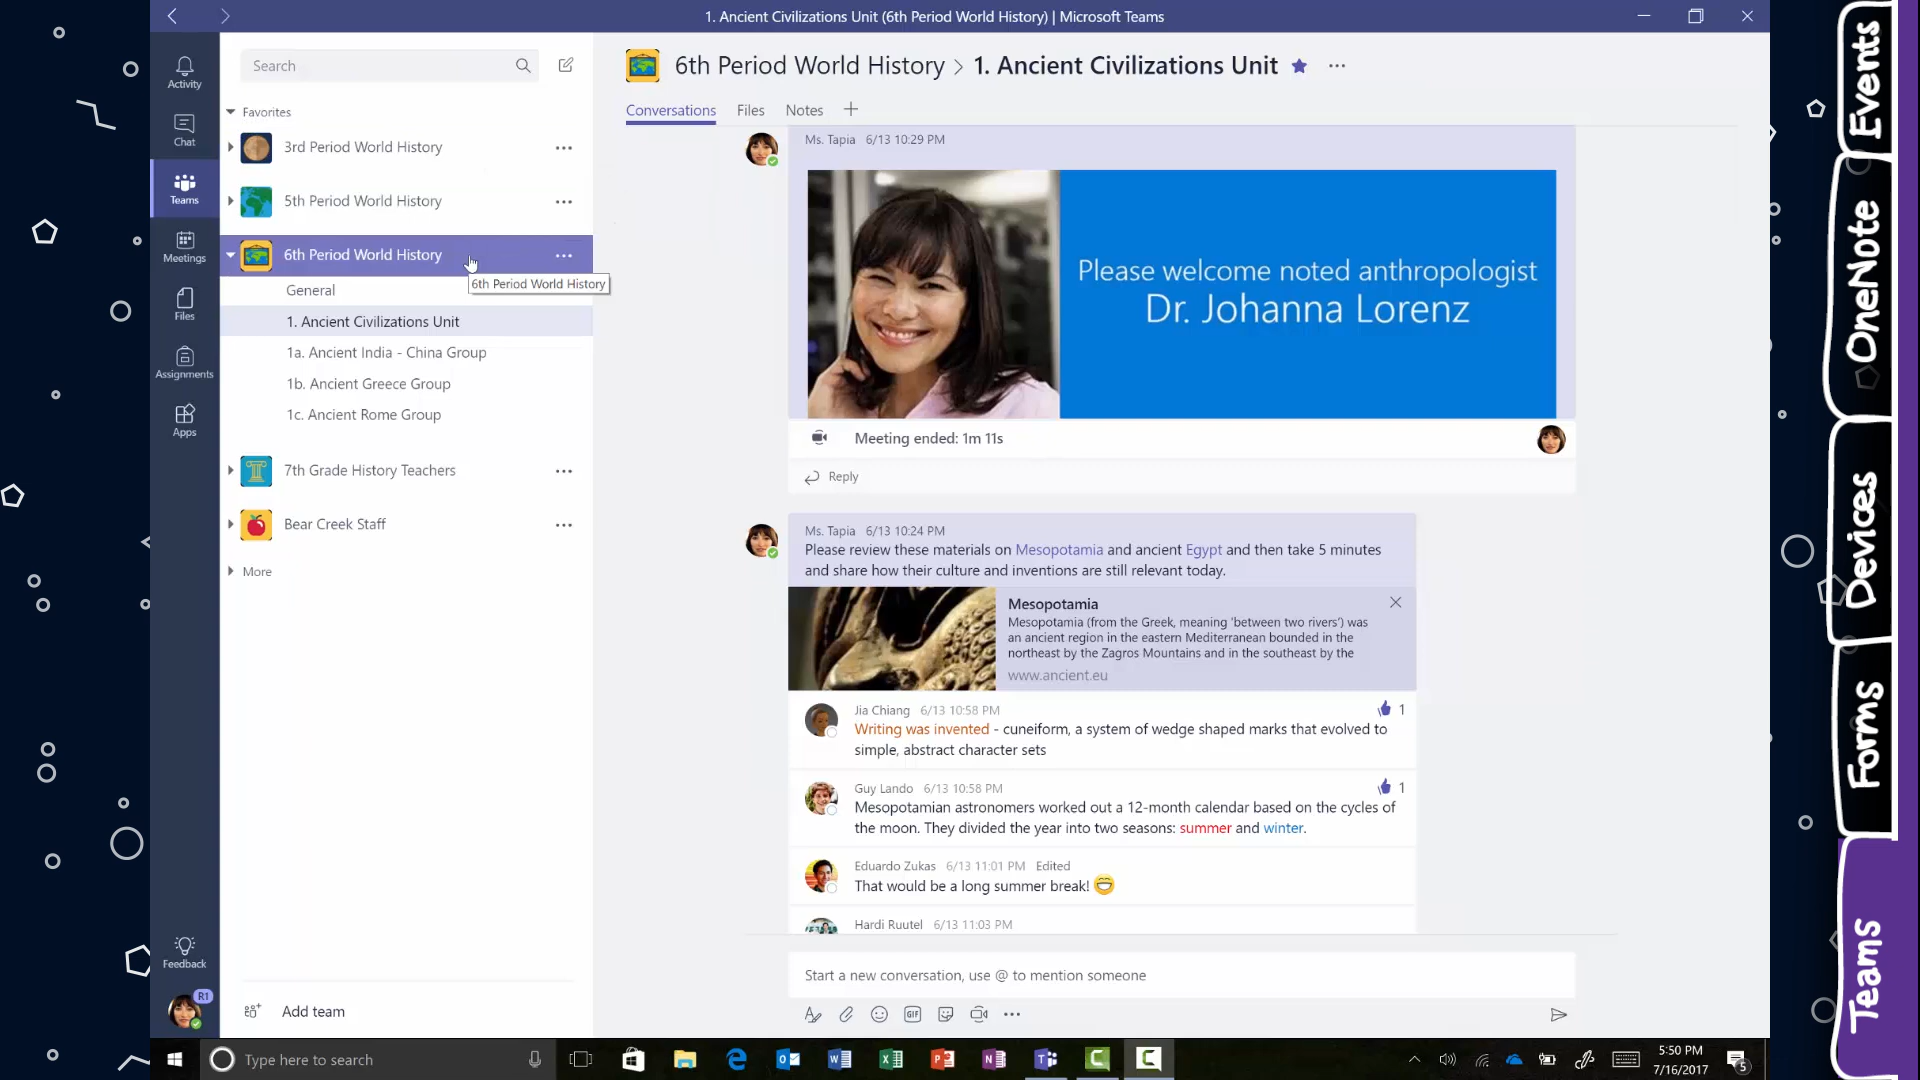 1. Ancient Civilizations Unit (6th Period World History) | Microsoft Teams
Activity
Chat
Teams
Meetings
Files
Assignments
Apps
Feedback
R1
Search
Favorites
3rd Period World History
5th Period World History
6th Period World History
6th Period World History
General
1. Ancient Civilizations Unit
1a. Ancient India - China Group
1b. Ancient Greece Group
1c. Ancient Rome Group
7th Grade History Teachers
Bear Creek Staff
More
Add team
6th Period World History > 1. Ancient Civilizations Unit
Conversations Files Notes
Ms. Tapia 6/13 10:29 PM
Please welcome noted anthropologist
Dr. Johanna Lorenz
Meeting ended: 1m 11s
Reply
Ms. Tapia 6/13 10:24 PM
Please review these materials on Mesopotamia and ancient Egypt and then take 5 minutes
and share how their culture and inventions are still relevant today.
Mesopotamia
Mesopotamia (from the Greek, meaning 'between two rivers') was
an ancient region in the eastern Mediterranean bounded in the
northeast by the Zagros Mountains and in the southeast by the
www.ancient.eu
Jia Chiang 6/13 10:58 PM
1
Writing was invented - cuneiform, a system of wedge shaped marks that evolved to
simple, abstract character sets
Guy Lando 6/13 10:58 PM
1
Mesopotamian astronomers worked out a 12-month calendar based on the cycles of
the moon. They divided the year into two seasons: summer and winter.
Eduardo Zukas 6/13 11:01 PM Edited
That would be a long summer break!
Hardi Ruutel 6/13 11:03 PM
Start a new conversation, use @ to mention someone
GIF
Type here to search
5:50 PM
7/16/2017
5
Events
OneNote
Devices
Forms
Teams